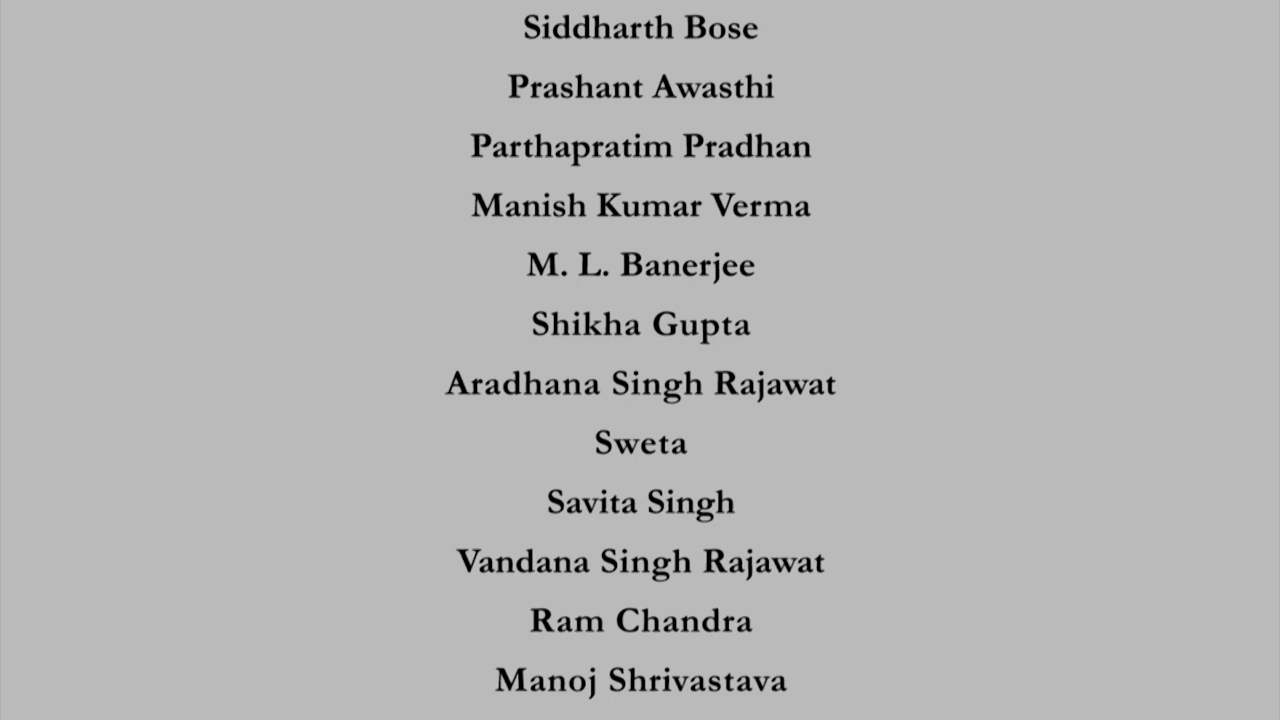 Siddharth Bose
Prashant Awasthi
Parthapratim Pradhan
Manish Kumar Verma
M. L. Banerjee
Shikha Gupta
Aradhana Singh Rajawat
Sweta
Savita Singh
Vandana Singh Rajawat
Ram Chandra
Manoj Shrivastava